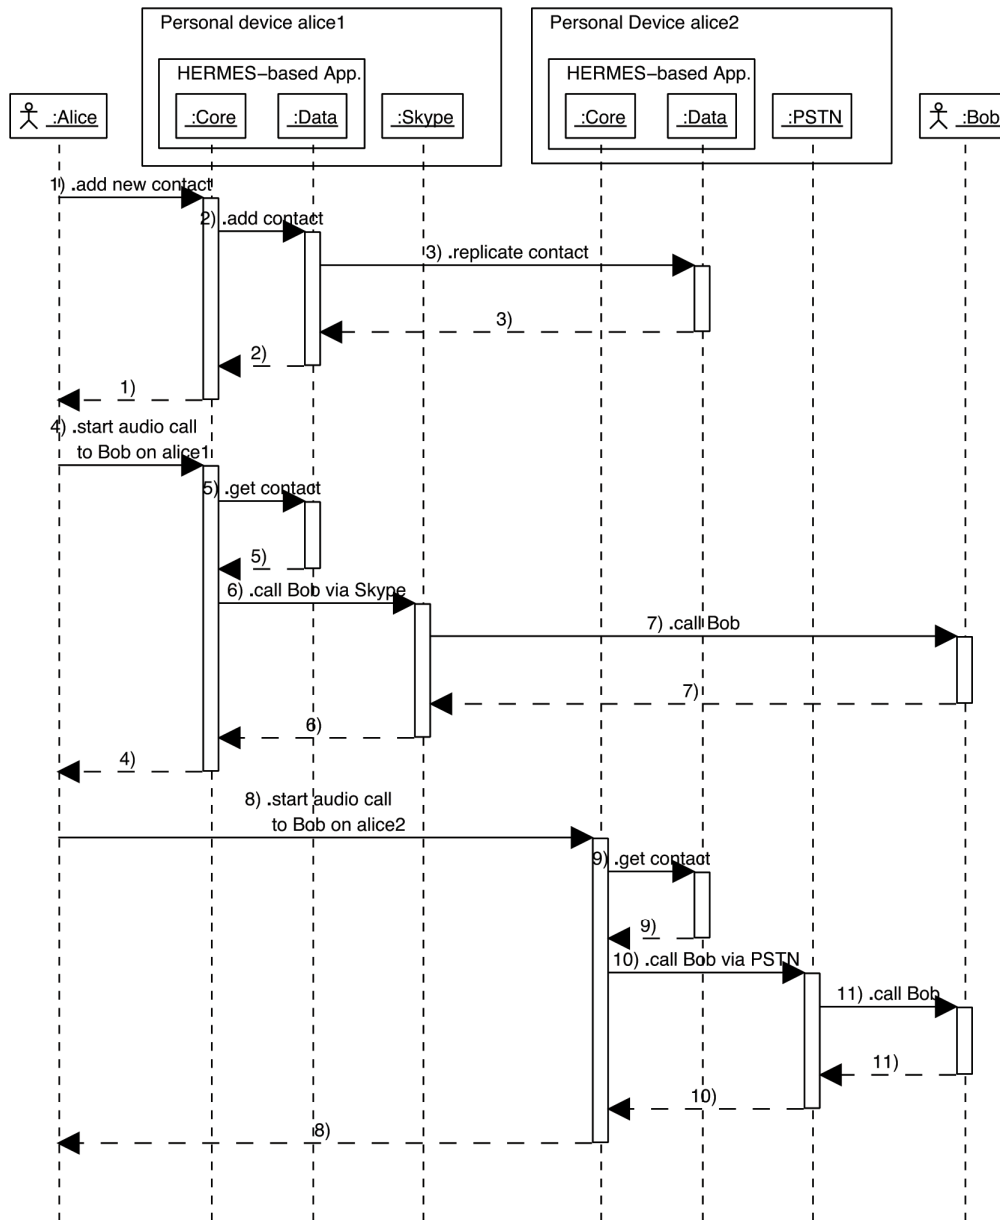 Personal device alice1
Personal Device alice2
HERMES−based App.
HERMES−based App.
:Alice
:Core
:Data
:Skype
:Core
:Data
:PSTN
:Bob
1) .add new contact
2) .add contact
3) .replicate contact
3)
2)
1)
4) .start audio call
to Bob on alice1
5) .get contact
5)
6) .call Bob via Skype
7) .call Bob
7)
6)
4)
8) .start audio call
to Bob on alice2
9) .get contact
9)
10) .call Bob via PSTN
11) .call Bob
11)
10)
8)